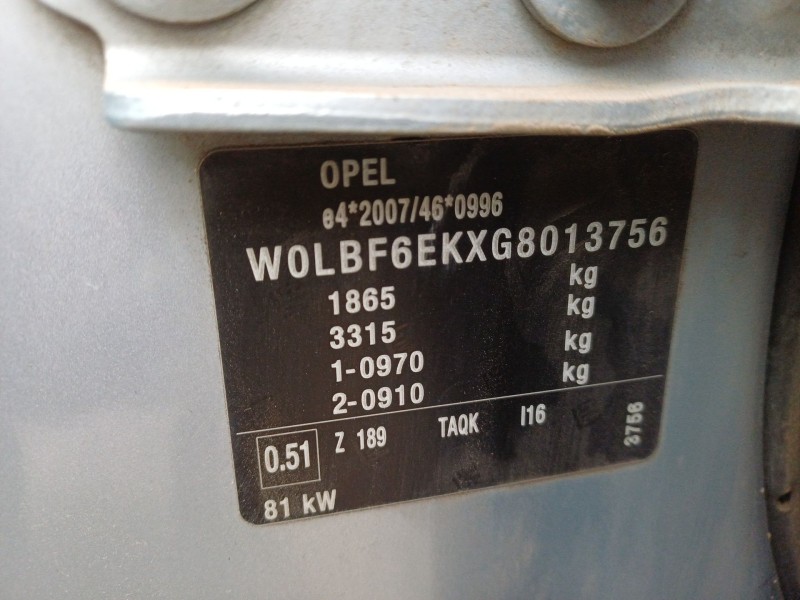 OPEL
e4*2007/46*0996
W0LBF6EKXG8013756
1865 kg
3315 kg
1-0970 kg
2-0910 kg
0.51 Z 189 TAQK I16
81 kW
3756